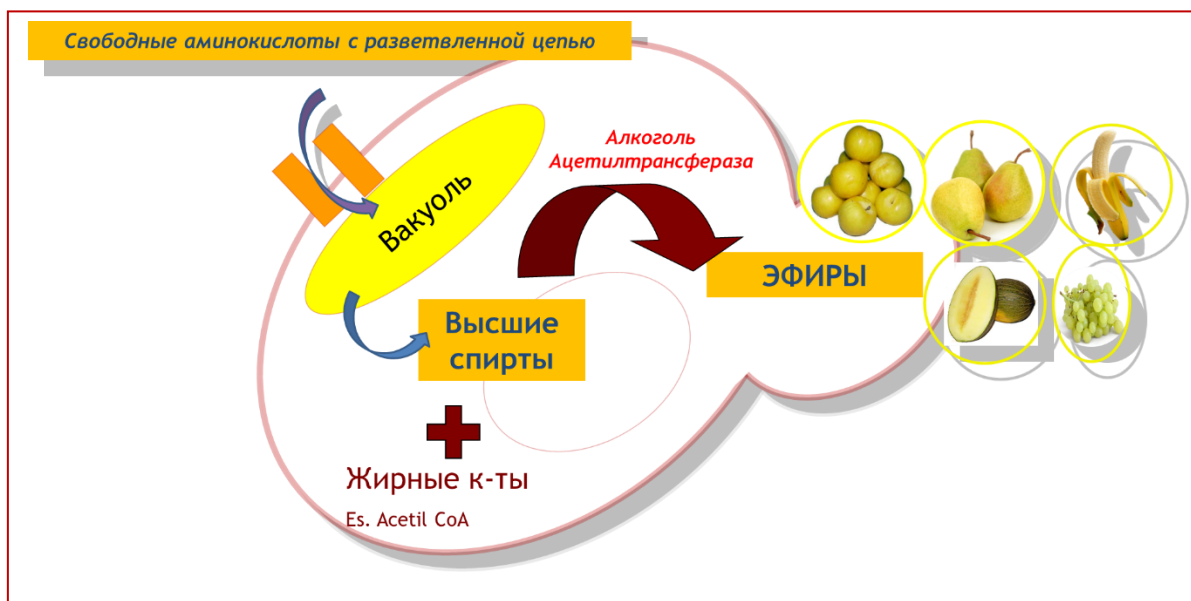 Свободные аминокислоты с разветвленной цепью
Алкоголь
Ацетилтрансфераза
Вакуоль
ЭФИРЫ
Высшие
спирты
Жирные к-ты
Es. Acetil CoA